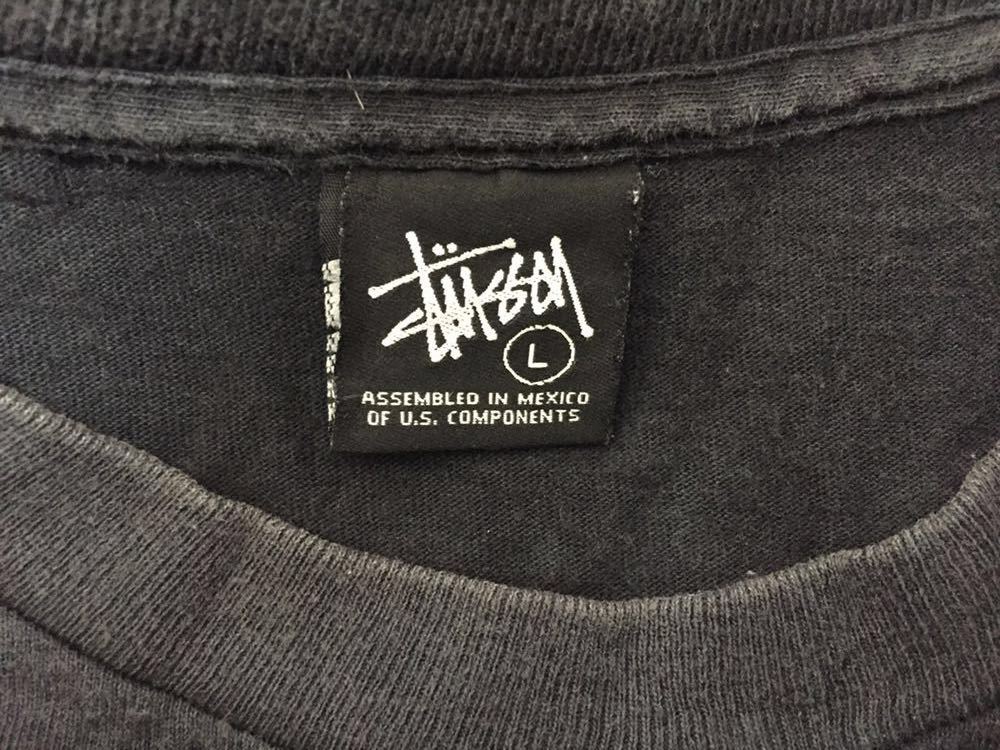 Stüssy
L
ASSEMBLED IN MEXICO
OF U.S. COMPONENTS